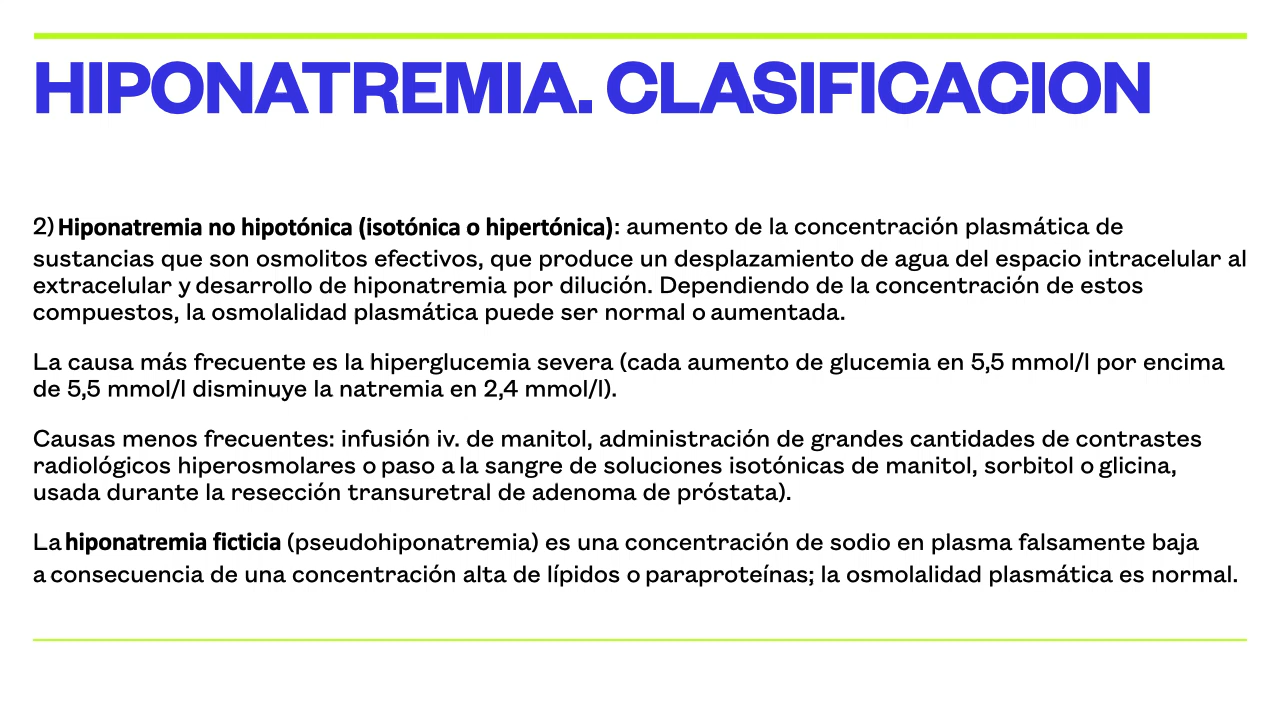 HIPONATREMIA. CLASIFICACION
2) Hiponatremia no hipotónica (isotónica o hipertónica): aumento de la concentración plasmática de
sustancias que son osmolitos efectivos, que produce un desplazamiento de agua del espacio intracelular al
extracelular y desarrollo de hiponatremia por dilución. Dependiendo de la concentración de estos
compuestos, la osmolalidad plasmática puede ser normal o aumentada.
La causa más frecuente es la hiperglucemia severa (cada aumento de glucemia en 5,5 mmol/l por encima
de 5,5 mmol/l disminuye la natremia en 2,4 mmol/l).
Causas menos frecuentes: infusión iv. de manitol, administración de grandes cantidades de contrastes
radiológicos hiperosmolares o paso a la sangre de soluciones isotónicas de manitol, sorbitol o glicina,
usada durante la resección transuretral de adenoma de próstata).
La hiponatremia ficticia (pseudohiponatremia) es una concentración de sodio en plasma falsamente baja
a consecuencia de una concentración alta de lípidos o paraproteínas; la osmolalidad plasmática es normal.